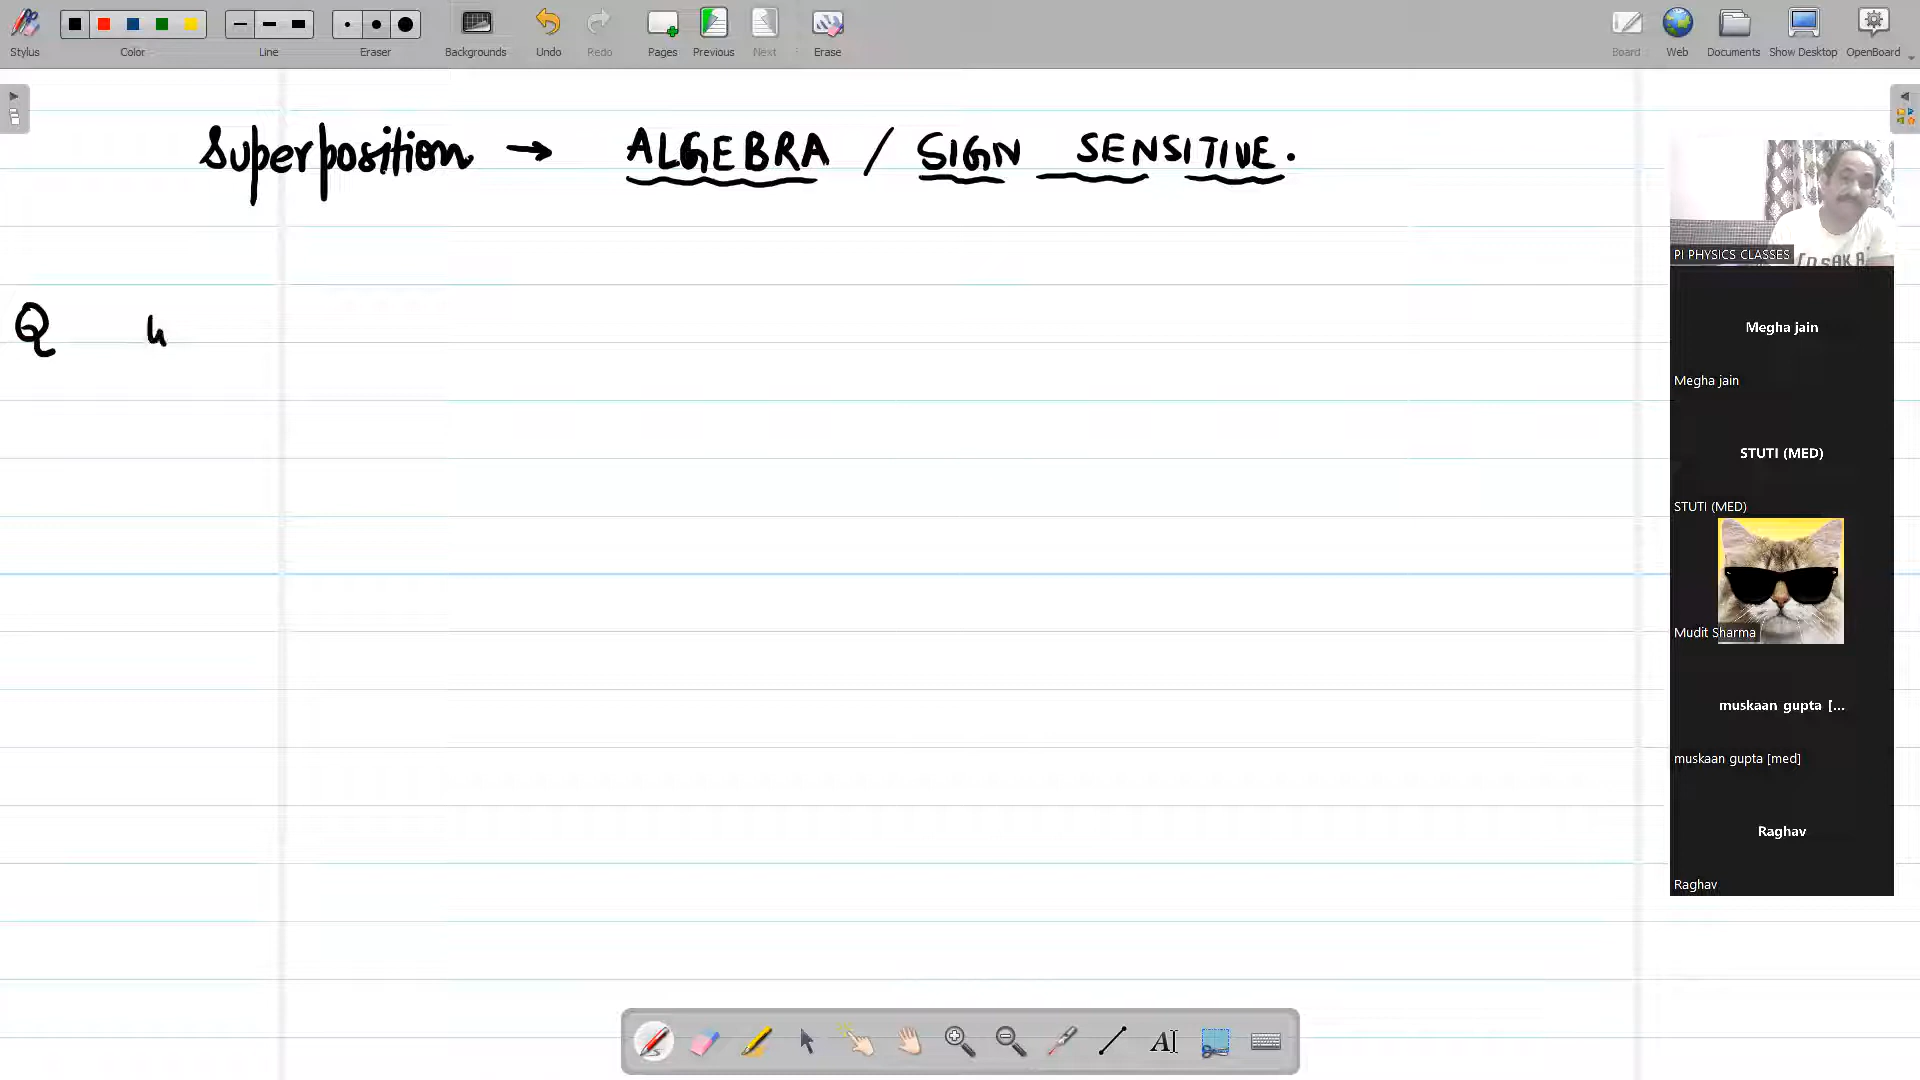 Stylus
Color
Line
Eraser
Backgrounds
Undo
Redo
Pages
Previous
Next
Erase
Board
Web
Documents
Show Desktop
OpenBoard
Superposition → ALGEBRA / SIGN SENSITIVE.
Q
PI PHYSICS CLASSES
Megha jain
Megha jain
STUTI (MED)
STUTI (MED)
Mudit Sharma
muskaan gupta [...
muskaan gupta [med]
Raghav
Raghav